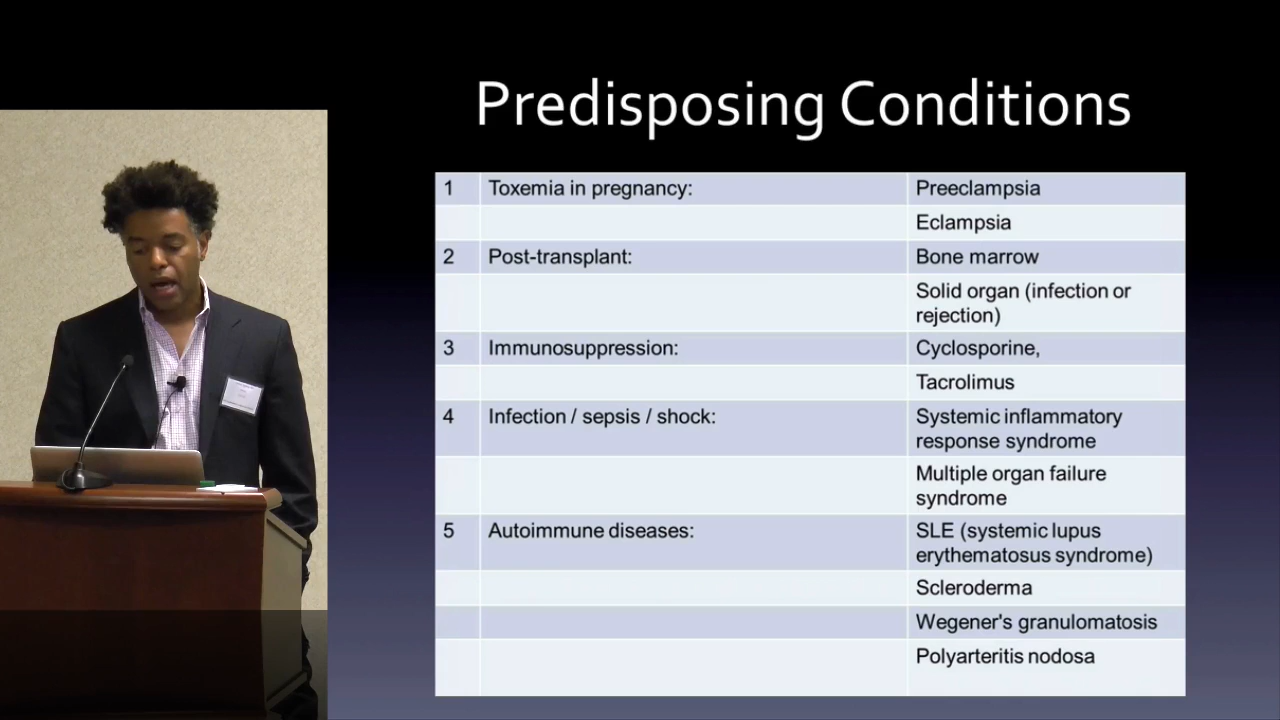 Predisposing Conditions
1 Toxemia in pregnancy: Preeclampsia
Eclampsia
2 Post-transplant: Bone marrow
Solid organ (infection or
rejection)
3 Immunosuppression: Cyclosporine,
Tacrolimus
4 Infection / sepsis / shock: Systemic inflammatory
response syndrome
Multiple organ failure
syndrome
5 Autoimmune diseases: SLE (systemic lupus
erythematosus syndrome)
Scleroderma
Wegener's granulomatosis
Polyarteritis nodosa